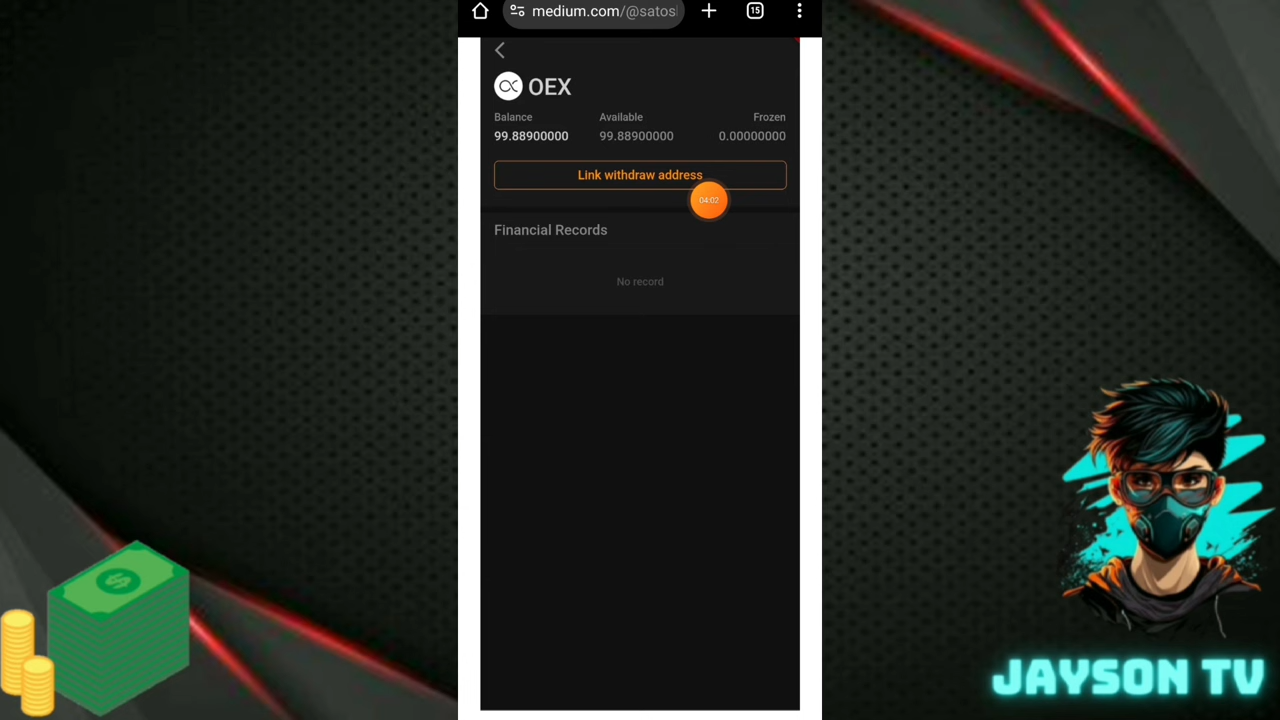 medium.com/@satos
15
OEX
Balance Available Frozen
99.88900000 99.88900000 0.00000000
Link withdraw address
04:02
Financial Records
No record
JAYSON TV